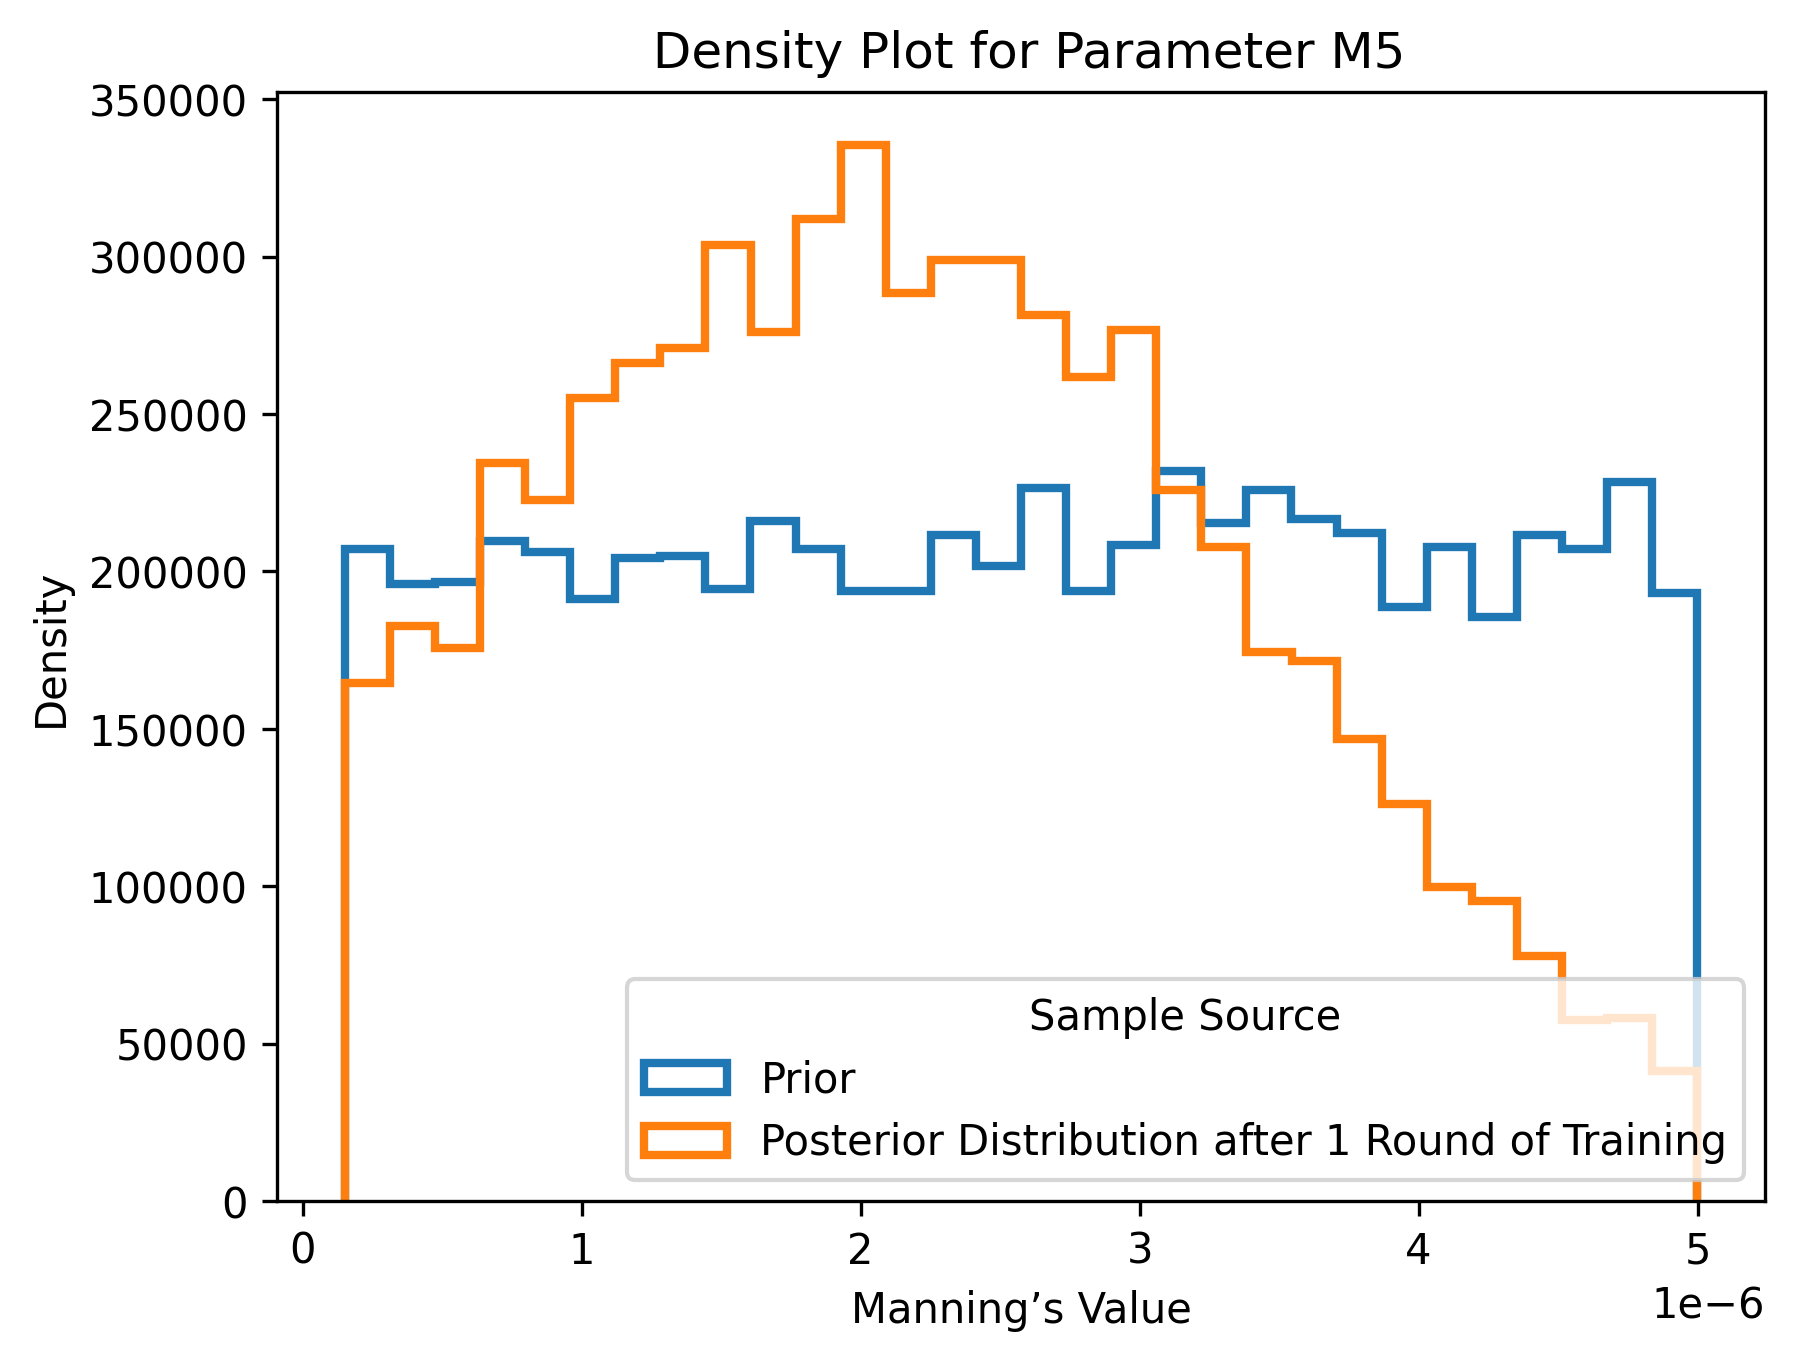 Density Plot for Parameter M5
350000
300000
250000
200000
150000
100000
50000
0
Density
Sample Source
Prior
Posterior Distribution after 1 Round of Training
0 1 2 3 4 5
1e−6
Manning’s Value